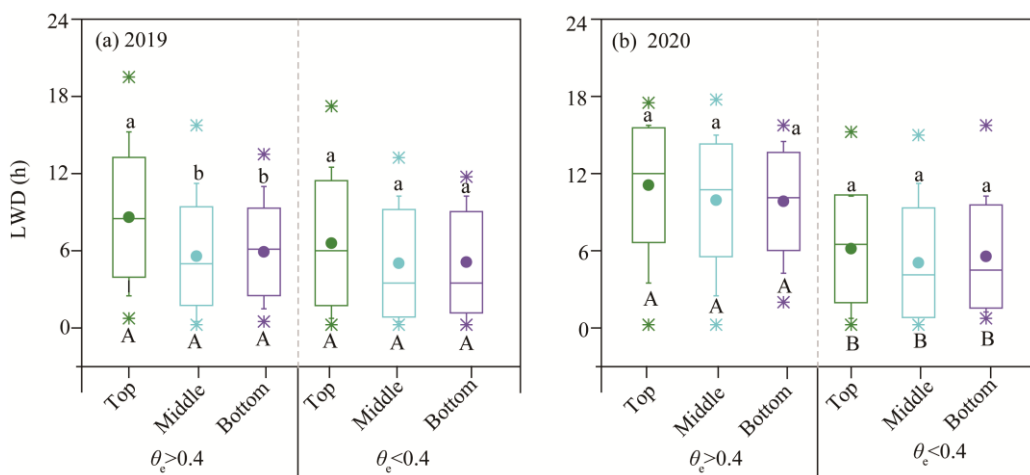 (a) 2019
(b) 2020
LWD (h)
24
18
12
6
0
a
b
b
a
a
a
A
A
A
A
A
A
Top
Middle
Bottom
Top
Middle
Bottom
θe>0.4
θe<0.4
24
18
12
6
0
a
a
a
a
a
a
A
A
A
B
B
B
Top
Middle
Bottom
Top
Middle
Bottom
θe>0.4
θe<0.4